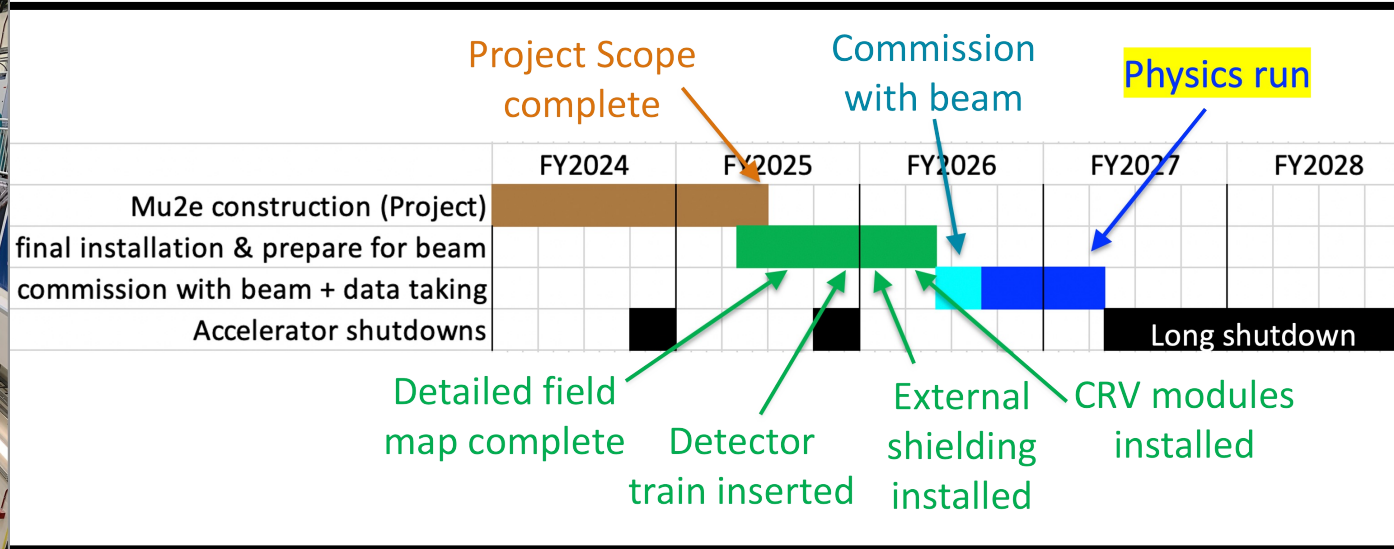 Project Scope
complete
Commission
with beam
Physics run
FY2024 FY2025 FY2026 FY2027 FY2028
Mu2e construction (Project)
final installation & prepare for beam
commission with beam + data taking
Accelerator shutdowns
Long shutdown
Detailed field
map complete
Detector
train inserted
External
shielding
installed
CRV modules
installed